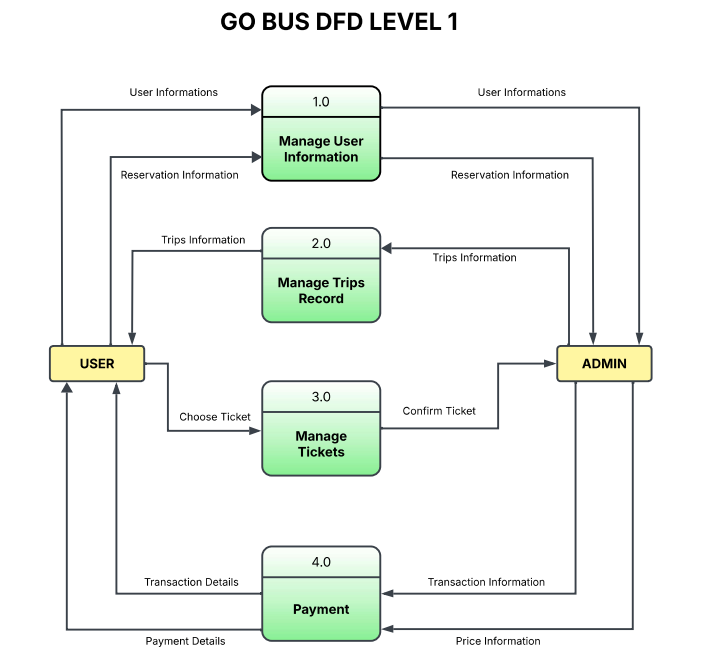 GO BUS DFD LEVEL 1
User Informations
User Informations
1.0
Manage User
Information
Reservation Information
Reservation Information
Trips Information
2.0
Trips Information
Manage Trips
Record
USER
ADMIN
3.0
Choose Ticket
Confirm Ticket
Manage
Tickets
4.0
Transaction Details
Transaction Information
Payment
Payment Details
Price Information